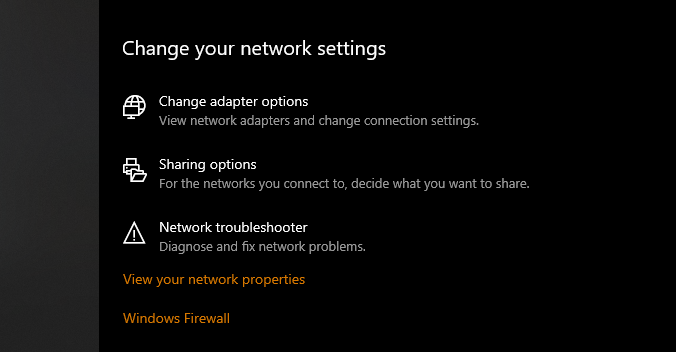 Change your network settings
Change adapter options
View network adapters and change connection settings.
Sharing options
For the networks you connect to, decide what you want to share.
Network troubleshooter
Diagnose and fix network problems.
View your network properties
Windows Firewall